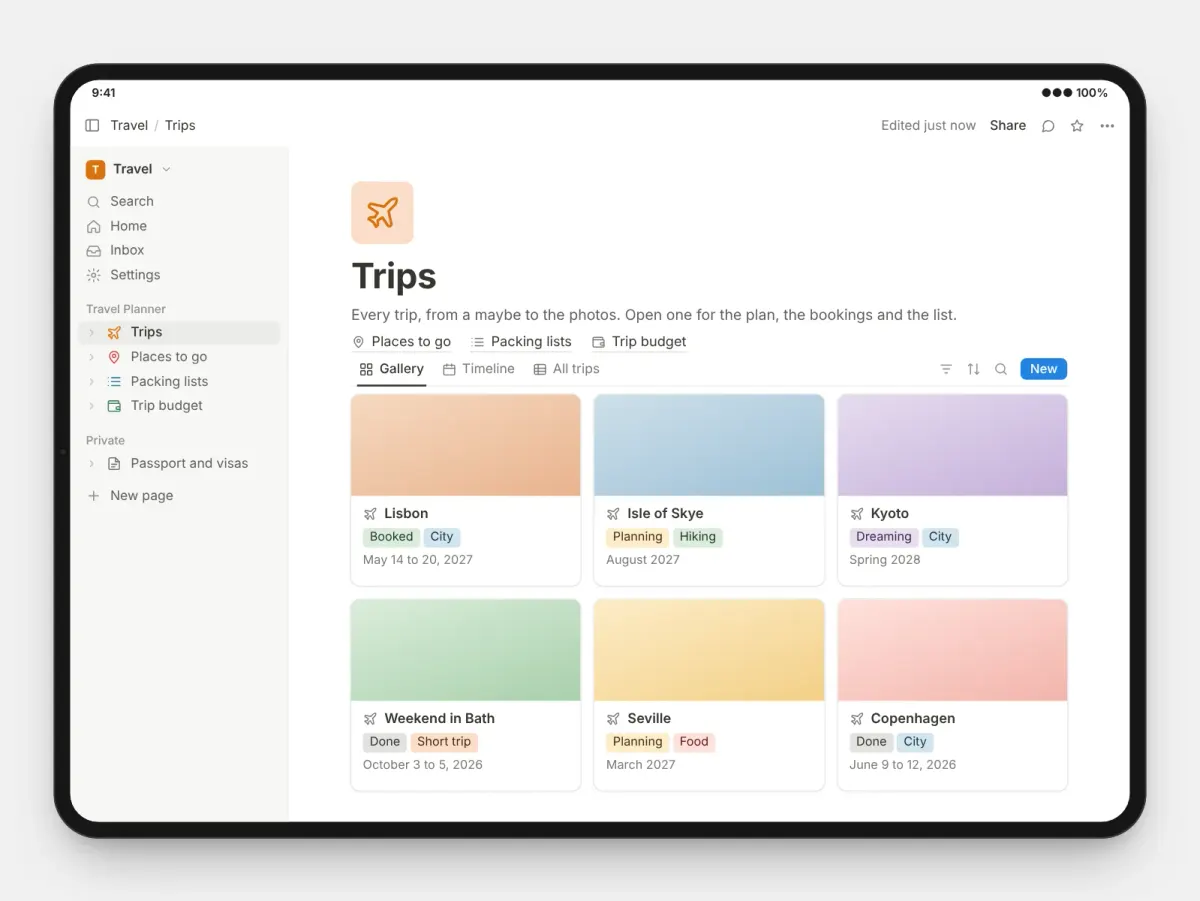 9:41
100%
Travel / Trips
Edited just now Share
T Travel
Search
Home
Inbox
Settings
Travel Planner
Trips
Places to go
Packing lists
Trip budget
Private
Passport and visas
New page
Trips
Every trip, from a maybe to the photos. Open one for the plan, the bookings and the list.
Places to go Packing lists Trip budget
Gallery Timeline All trips New
Lisbon
Booked City
May 14 to 20, 2027
Isle of Skye
Planning Hiking
August 2027
Kyoto
Dreaming City
Spring 2028
Weekend in Bath
Done Short trip
October 3 to 5, 2026
Seville
Planning Food
March 2027
Copenhagen
Done City
June 9 to 12, 2026